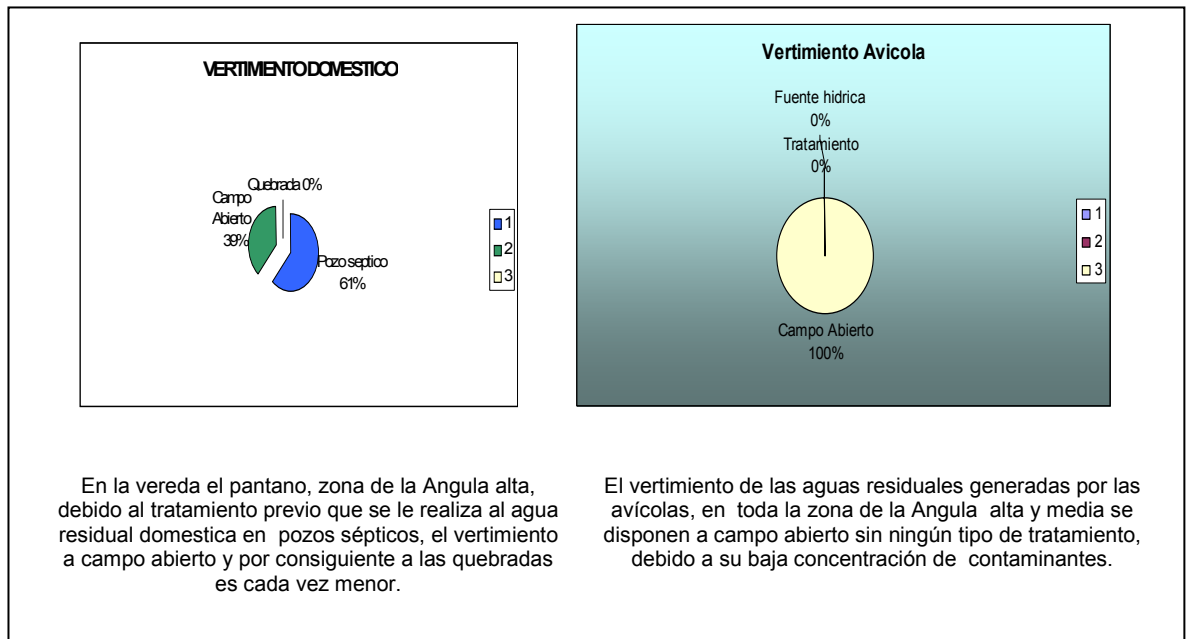 VERTIMIENTO DOMESTICO
Quebrada 0%
Campo
Abierto
39%
Pozo septico
61%
1
2
3
Vertimiento Avicola
Fuente hidrica
0%
Tratamiento
0%
Campo Abierto
100%
1
2
3
En la vereda el pantano, zona de la Angula alta,
debido al tratamiento previo que se le realiza al agua
residual domestica en pozos sépticos, el vertimiento
a campo abierto y por consiguiente a las quebradas
es cada vez menor.
El vertimiento de las aguas residuales generadas por las
avícolas, en toda la zona de la Angula alta y media se
disponen a campo abierto sin ningún tipo de tratamiento,
debido a su baja concentración de contaminantes.